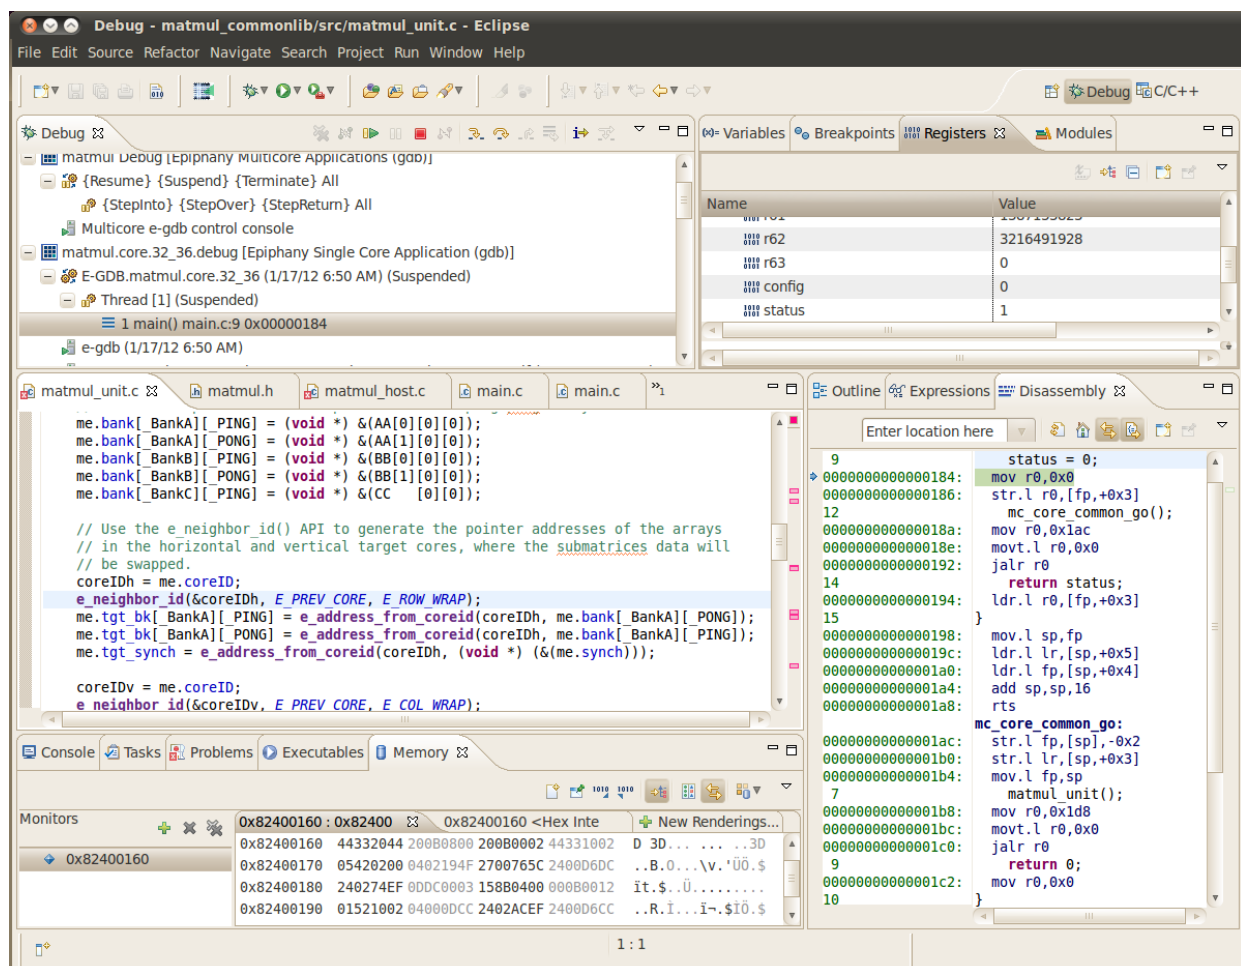 Debug - matmul_commonlib/src/matmul_unit.c - Eclipse
File Edit Source Refactor Navigate Search Project Run Window Help
Debug C/C++
Debug
matmul Debug [Epiphany Multicore Applications (gdb)]
{Resume} {Suspend} {Terminate} All
{StepInto} {StepOver} {StepReturn} All
Multicore e-gdb control console
matmul.core.32_36.debug [Epiphany Single Core Application (gdb)]
E-GDB.matmul.core.32_36 (1/17/12 6:50 AM) (Suspended)
Thread [1] (Suspended)
1 main() main.c:9 0x00000184
e-gdb (1/17/12 6:50 AM)
Variables Breakpoints Registers Modules
Name Value
r62 3216491928
r63 0
config 0
status 1
matmul_unit.c matmul.h matmul_host.c main.c main.c »1
me.bank[_BankA][_PING] = (void *) &(AA[0][0][0]);
me.bank[_BankA][_PONG] = (void *) &(AA[1][0][0]);
me.bank[_BankB][_PING] = (void *) &(BB[0][0][0]);
me.bank[_BankB][_PONG] = (void *) &(BB[1][0][0]);
me.bank[_BankC][_PING] = (void *) &(CC   [0][0]);
// Use the e_neighbor_id() API to generate the pointer addresses of the arrays
// in the horizontal and vertical target cores, where the submatrices data will
// be swapped.
coreIDh = me.coreID;
e_neighbor_id(&coreIDh, E_PREV_CORE, E_ROW_WRAP);
me.tgt_bk[_BankA][_PING] = e_address_from_coreid(coreIDh, me.bank[_BankA][_PONG]);
me.tgt_bk[_BankA][_PONG] = e_address_from_coreid(coreIDh, me.bank[_BankA][_PING]);
me.tgt_synch = e_address_from_coreid(coreIDh, (void *) (&(me.synch)));
coreIDv = me.coreID;
e_neighbor_id(&coreIDv, E_PREV_CORE, E_COL_WRAP);
Outline Expressions Disassembly
Enter location here
9 status = 0;
0000000000000184: mov r0,0x0
0000000000000186: str.l r0,[fp,+0x3]
12 mc_core_common_go();
000000000000018a: mov r0,0x1ac
000000000000018e: movt.l r0,0x0
0000000000000192: jalr r0
14 return status;
0000000000000194: ldr.l r0,[fp,+0x3]
15 }
0000000000000198: mov.l sp,fp
000000000000019c: ldr.l lr,[sp,+0x5]
00000000000001a0: ldr.l fp,[sp,+0x4]
00000000000001a4: add sp,sp,16
00000000000001a8: rts
mc_core_common_go:
00000000000001ac: str.l fp,[sp],-0x2
00000000000001b0: str.l lr,[sp,+0x3]
00000000000001b4: mov.l fp,sp
7 matmul_unit();
00000000000001b8: mov r0,0x1d8
00000000000001bc: movt.l r0,0x0
00000000000001c0: jalr r0
9 return 0;
00000000000001c2: mov r0,0x0
10 }
Console Tasks Problems Executables Memory
Monitors
0x82400160
0x82400160 : 0x82400 0x82400160 <Hex Inte New Renderings...
0x82400160 44332044 200B0800 200B0002 44331002 D 3D... ... ..3D
0x82400170 05420200 0402194F 2700765C 2400D6DC ..B.O...\v.'ÜÖ.$
0x82400180 240274EF 0DDC0003 158B0400 000B0012 ït.$..Ü.........
0x82400190 01521002 04000DCC 2402ACEF 2400D6CC ..R.Ì...ï¬.$ÌÖ.$
1 : 1